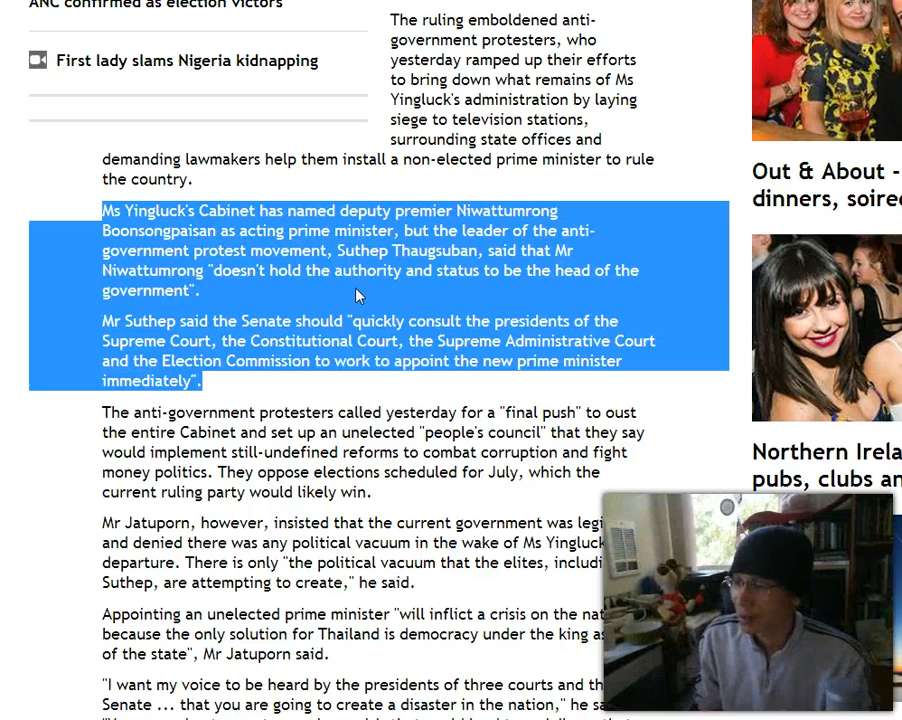 ANC confirmed as election victors
First lady slams Nigeria kidnapping
The ruling emboldened anti-
government protesters, who
yesterday ramped up their efforts
to bring down what remains of Ms
Yingluck's administration by laying
siege to television stations,
surrounding state offices and
demanding lawmakers help them install a non-elected prime minister to rule
the country.
Ms Yingluck's Cabinet has named deputy premier Niwattumrong
Boonsongpaisan as acting prime minister, but the leader of the anti-
government protest movement, Suthep Thaugsuban, said that Mr
Niwattumrong "doesn't hold the authority and status to be the head of the
government".
Mr Suthep said the Senate should "quickly consult the presidents of the
Supreme Court, the Constitutional Court, the Supreme Administrative Court
and the Election Commission to work to appoint the new prime minister
immediately".
The anti-government protesters called yesterday for a "final push" to oust
the entire Cabinet and set up an unelected "people's council" that they say
would implement still-undefined reforms to combat corruption and fight
money politics. They oppose elections scheduled for July, which the
current ruling party would likely win.
Mr Jatuporn, however, insisted that the current government was legi
and denied there was any political vacuum in the wake of Ms Yingluck
departure. There is only "the political vacuum that the elites, includi
Suthep, are attempting to create," he said.
Appointing an unelected prime minister "will inflict a crisis on the nat
because the only solution for Thailand is democracy under the king as
of the state", Mr Jatuporn said.
"I want my voice to be heard by the presidents of three courts and th
Senate ... that you are going to create a disaster in the nation," he sa
Out & About -
dinners, soiree
Northern Irela
pubs, clubs an